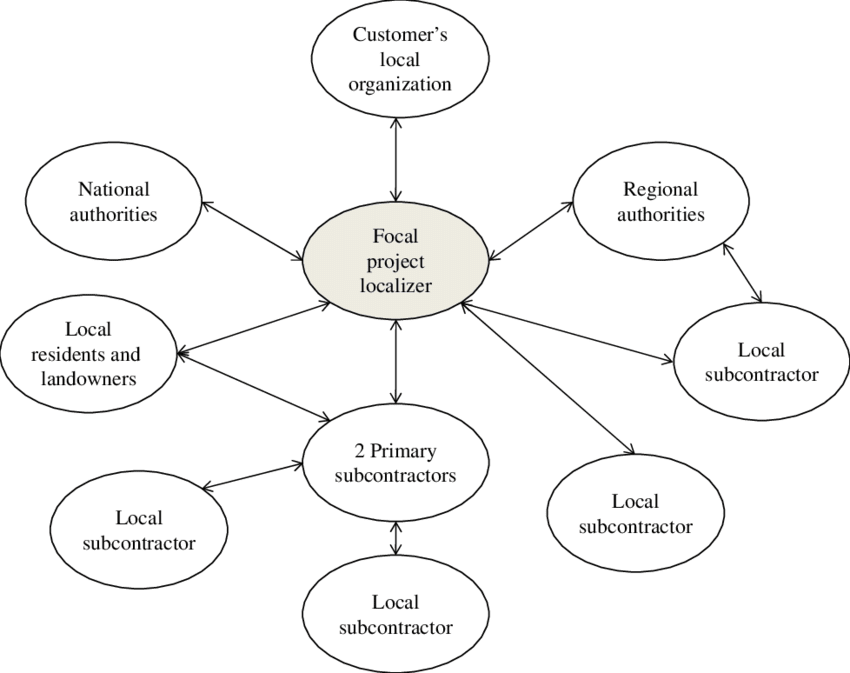 Customer's
local
organization
National
authorities
Regional
authorities
Focal
project
localizer
Local
residents and
landowners
Local
subcontractor
2 Primary
subcontractors
Local
subcontractor
Local
subcontractor
Local
subcontractor